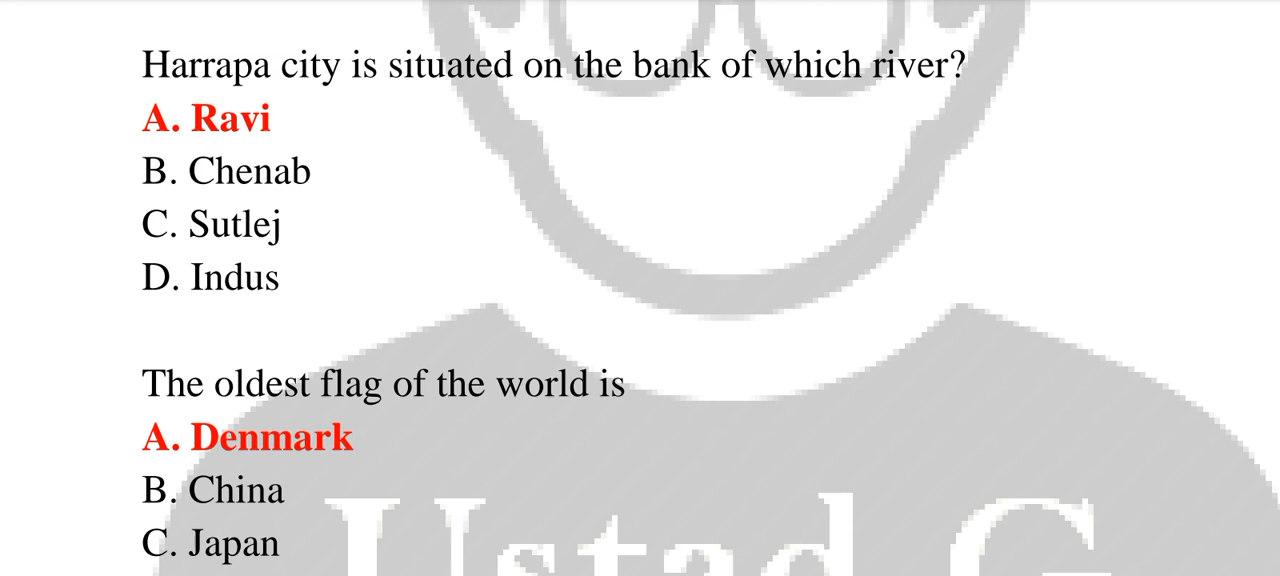 Harrapa city is situated on the bank of which river?
A. Ravi
B. Chenab
C. Sutlej
D. Indus
The oldest flag of the world is
A. Denmark
B. China
C. Japan
Ustad G